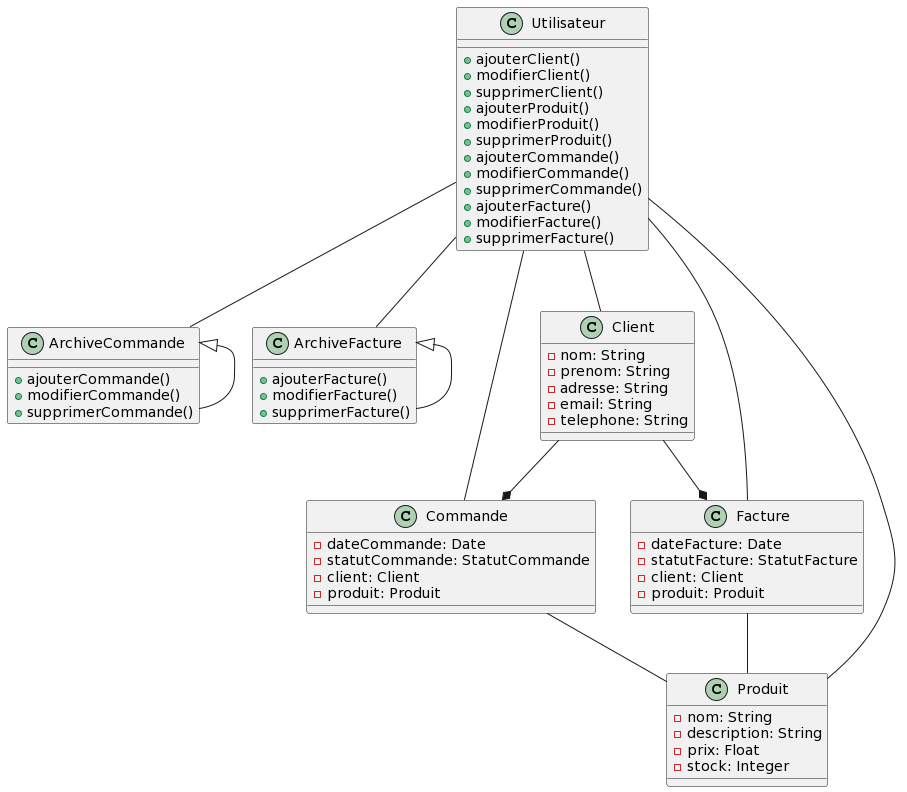 C Utilisateur
ajouterClient()
modifierClient()
supprimerClient()
ajouterProduit()
modifierProduit()
supprimerProduit()
ajouterCommande()
modifierCommande()
supprimerCommande()
ajouterFacture()
modifierFacture()
supprimerFacture()
C ArchiveCommande
ajouterCommande()
modifierCommande()
supprimerCommande()
C ArchiveFacture
ajouterFacture()
modifierFacture()
supprimerFacture()
C Client
nom: String
prenom: String
adresse: String
email: String
telephone: String
C Commande
dateCommande: Date
statutCommande: StatutCommande
client: Client
produit: Produit
C Facture
dateFacture: Date
statutFacture: StatutFacture
client: Client
produit: Produit
C Produit
nom: String
description: String
prix: Float
stock: Integer